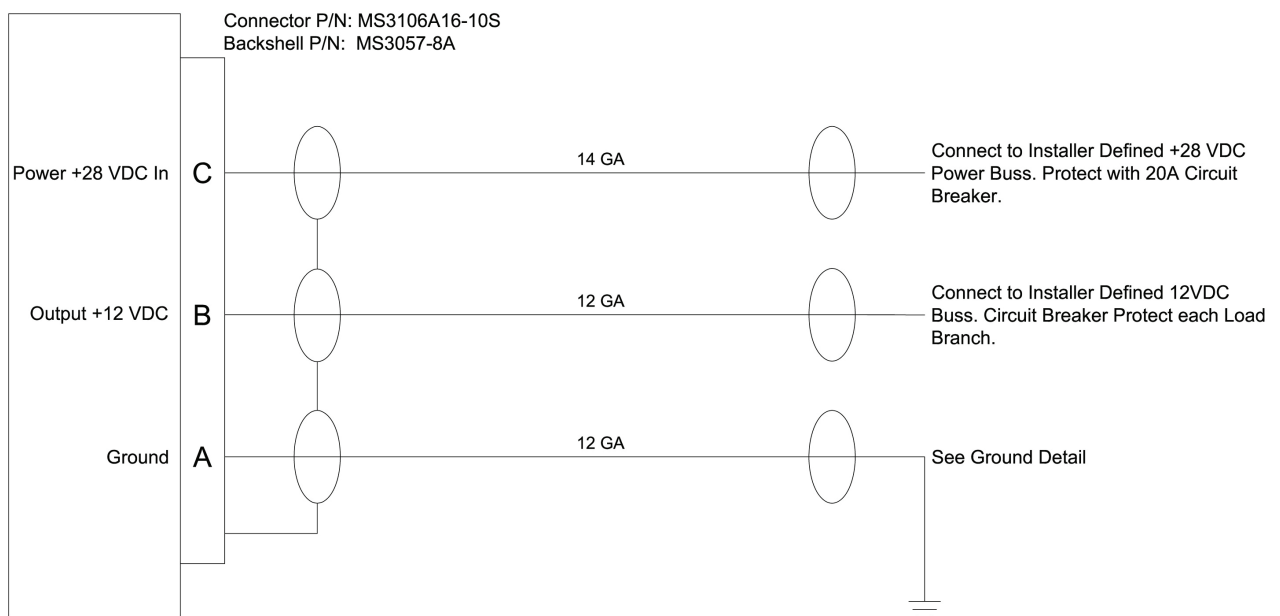 Connector P/N: MS3106A16-10S
Backshell P/N: MS3057-8A
Power +28 VDC In
C
14 GA
Connect to Installer Defined +28 VDC
Power Buss. Protect with 20A Circuit
Breaker.
Output +12 VDC
B
12 GA
Connect to Installer Defined 12VDC
Buss. Circuit Breaker Protect each Load
Branch.
Ground
A
12 GA
See Ground Detail